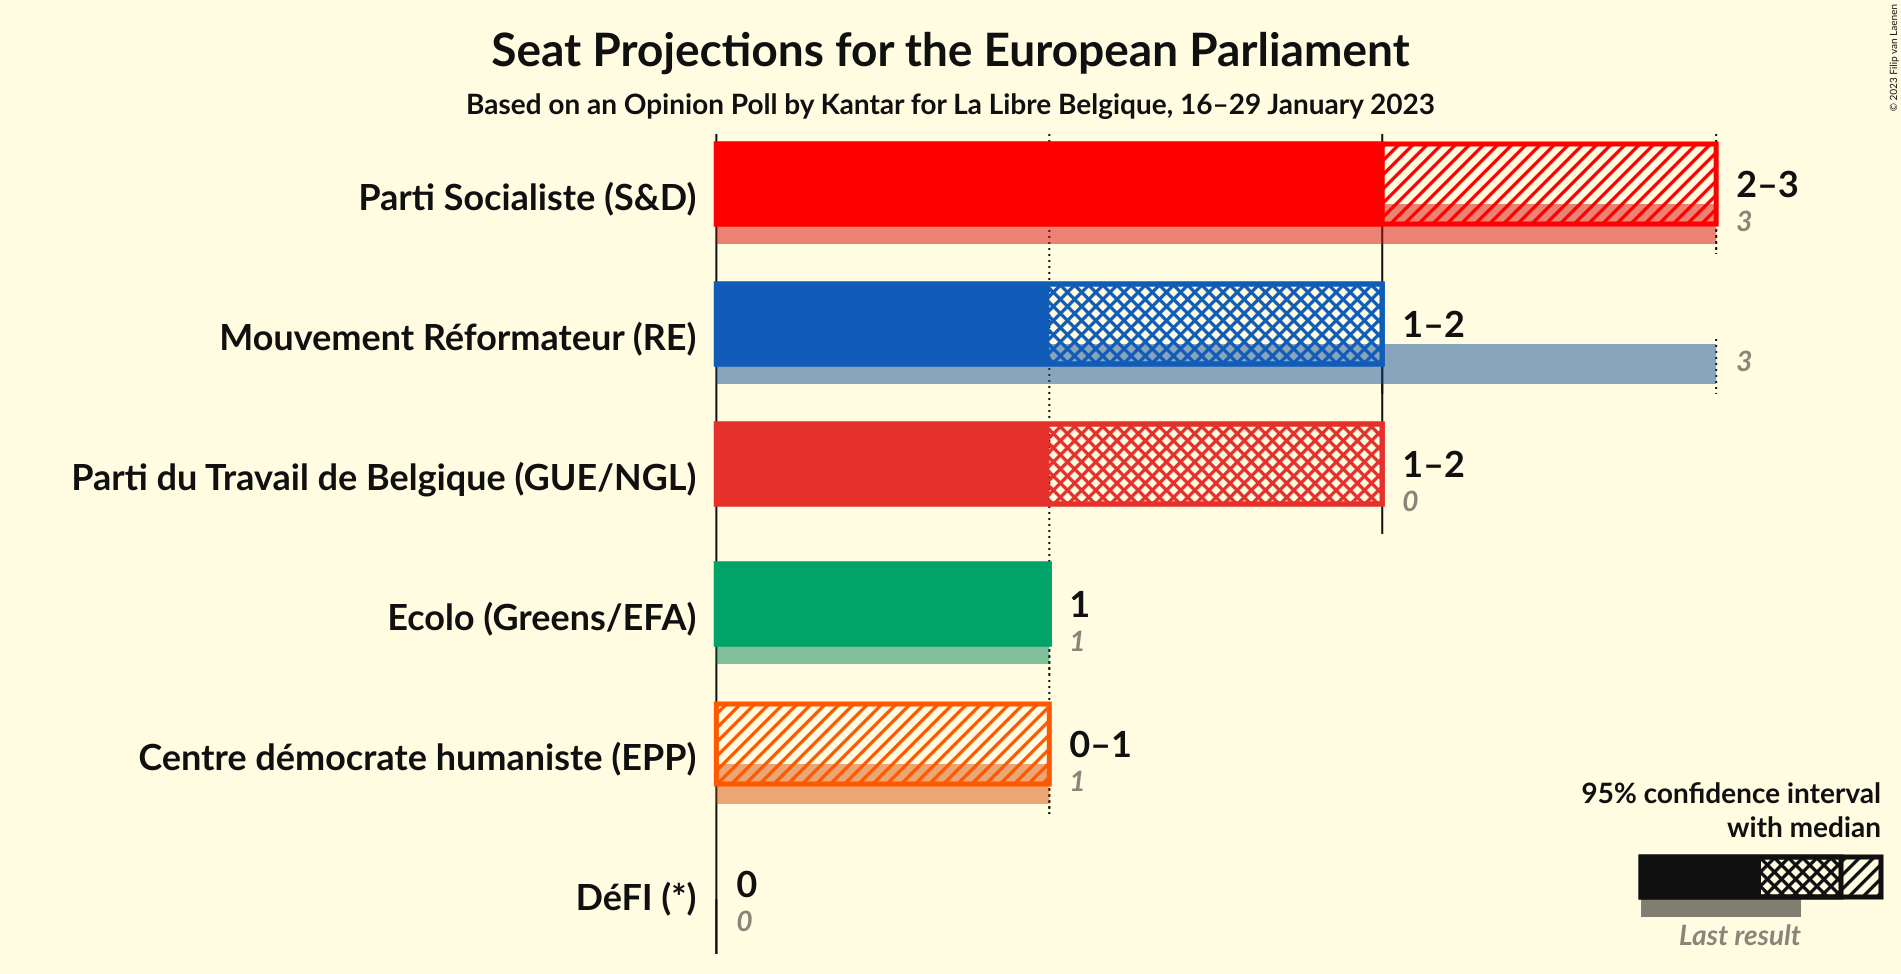 Seat Projections for the European Parliament
Based on an Opinion Poll by Kantar for La Libre Belgique, 16–29 January 2023
© 2023 Filip van Laenen
Parti Socialiste (S&D)
2–3
3
Mouvement Réformateur (RE)
1–2
3
Parti du Travail de Belgique (GUE/NGL)
1–2
0
Ecolo (Greens/EFA)
1
1
Centre démocrate humaniste (EPP)
0–1
1
DéFI (*)
0
0
95% confidence interval
with median
Last result